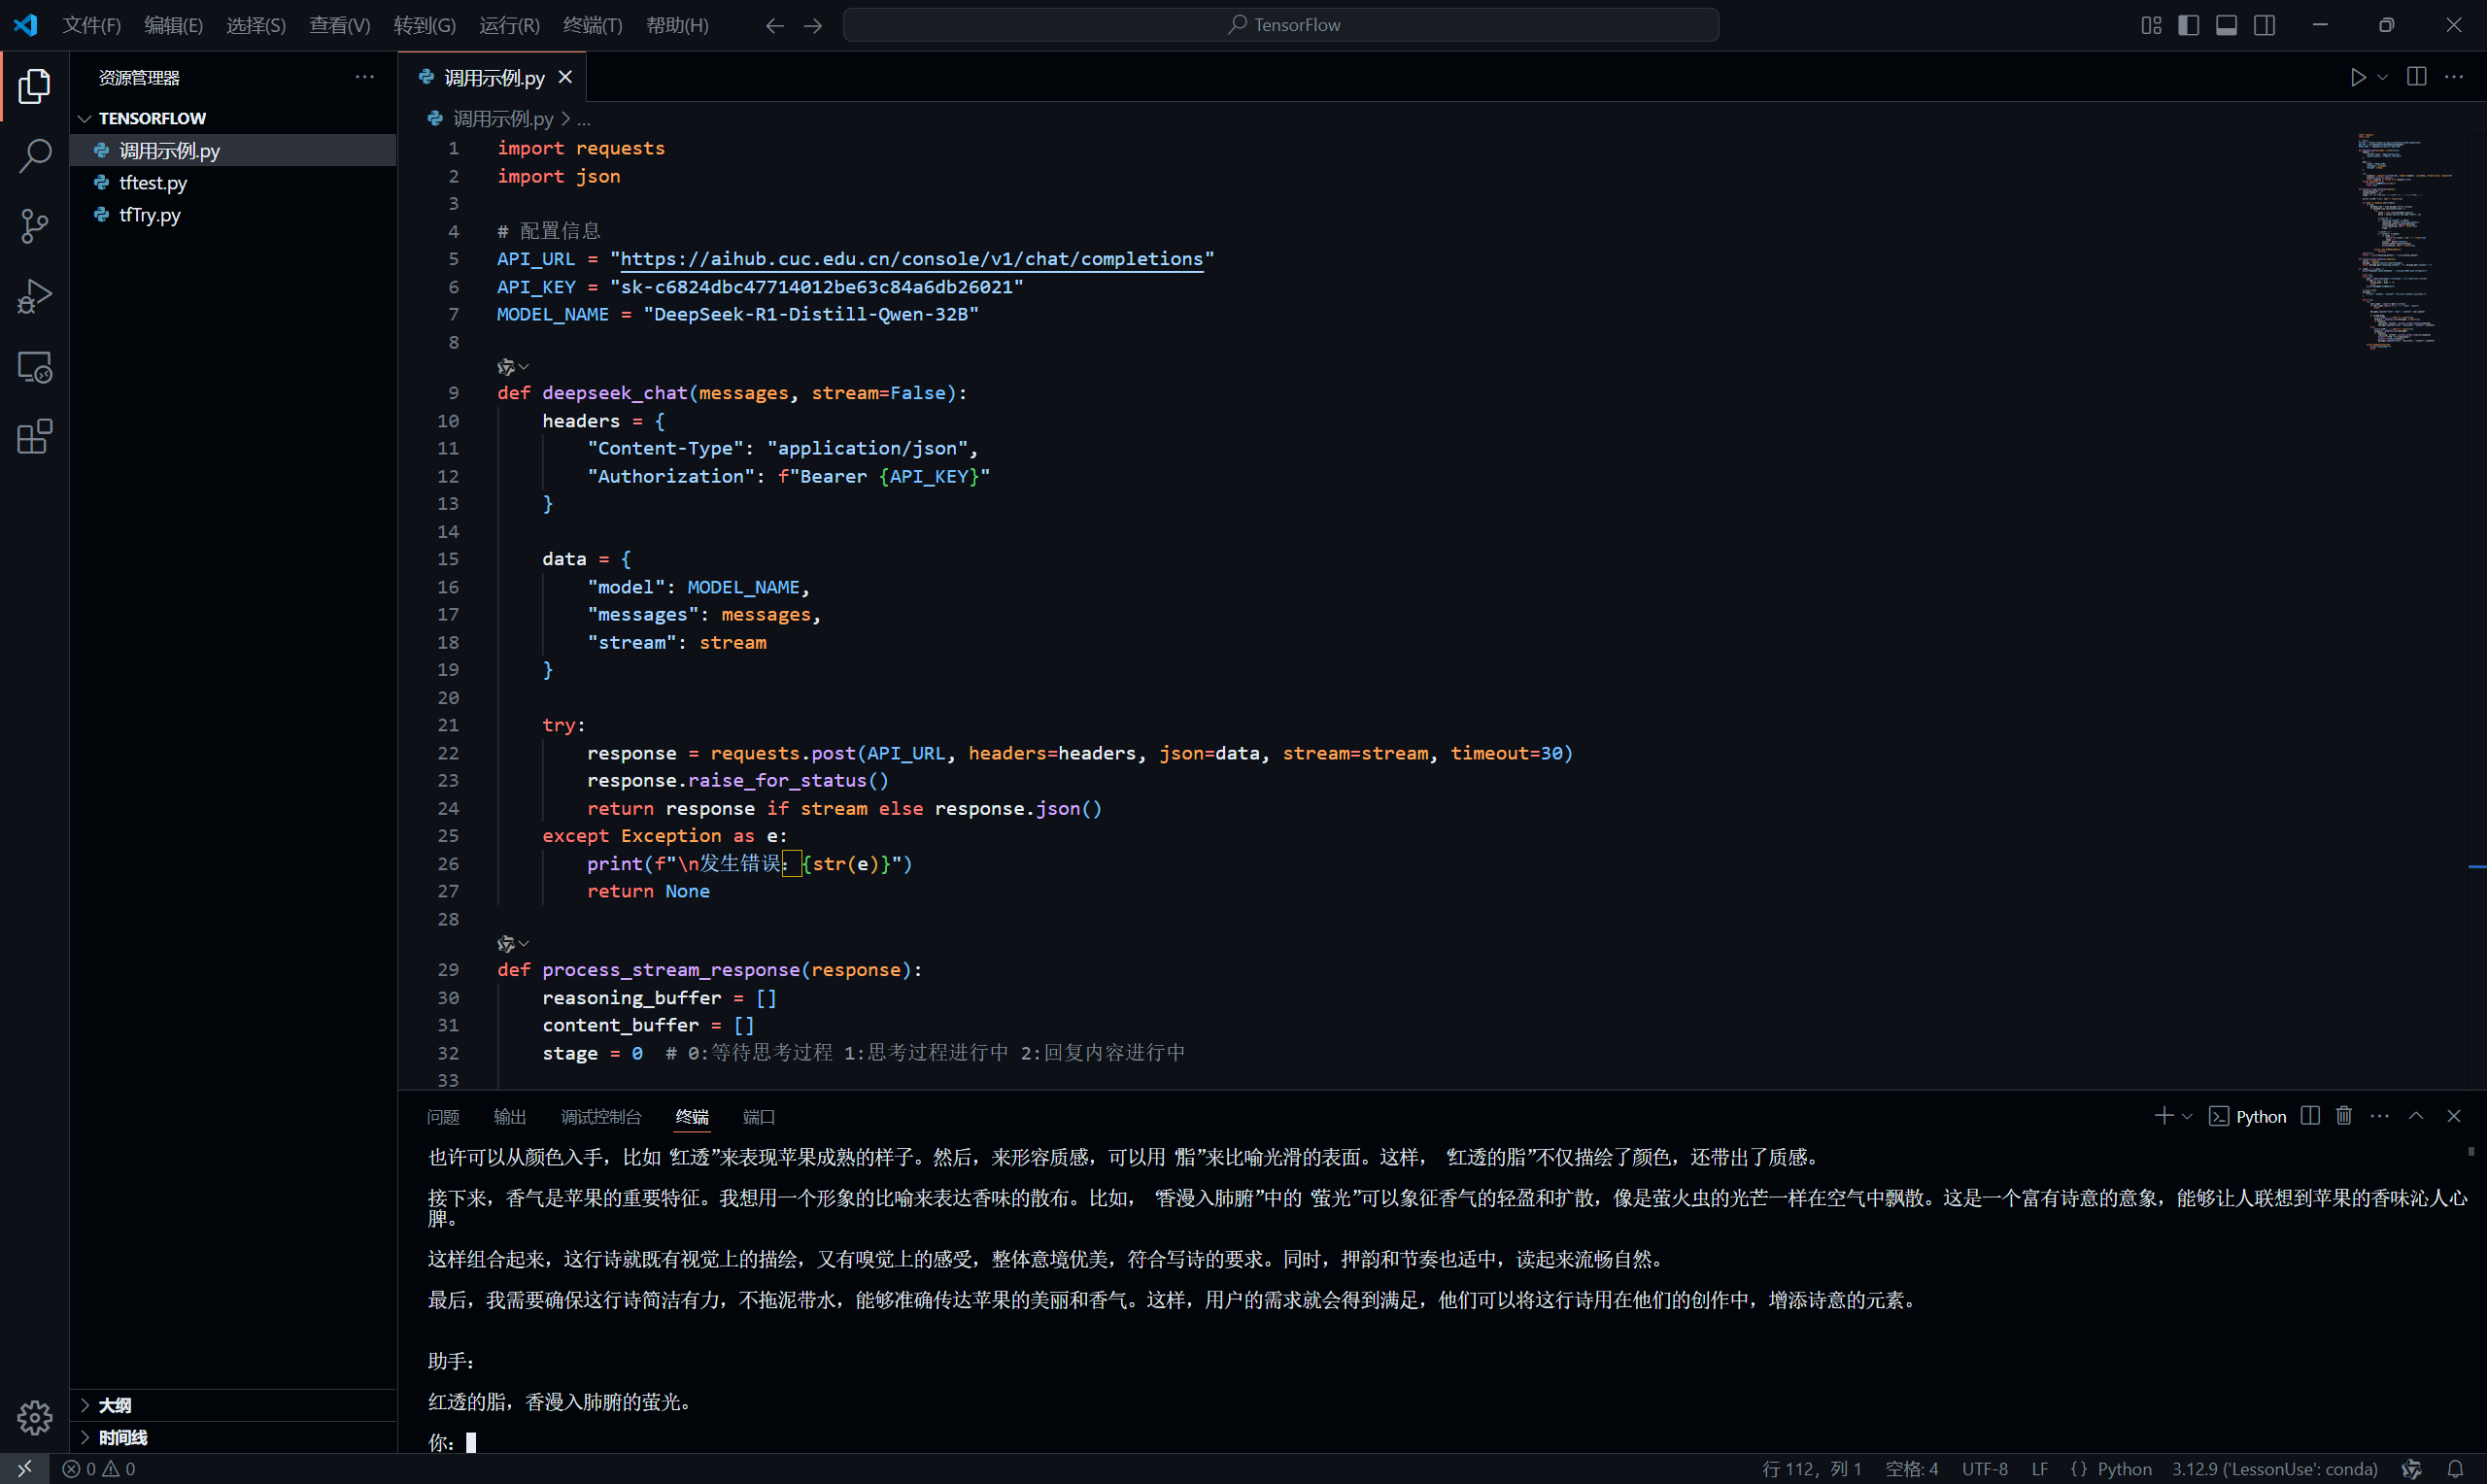 文件(F) 编辑(E) 选择(S) 查看(V) 转到(G) 运行(R) 终端(T) 帮助(H) TensorFlow
资源管理器
TENSORFLOW
调用示例.py
tftest.py
tfTry.py
大纲
时间线
调用示例.py
调用示例.py > ...
1 import requests
2 import json
3
4 # 配置信息
5 API_URL = "https://aihub.cuc.edu.cn/console/v1/chat/completions"
6 API_KEY = "sk-c6824dbc47714012be63c84a6db26021"
7 MODEL_NAME = "DeepSeek-R1-Distill-Qwen-32B"
8
9 def deepseek_chat(messages, stream=False):
10 headers = {
11 "Content-Type": "application/json",
12 "Authorization": f"Bearer {API_KEY}"
13 }
14
15 data = {
16 "model": MODEL_NAME,
17 "messages": messages,
18 "stream": stream
19 }
20
21 try:
22 response = requests.post(API_URL, headers=headers, json=data, stream=stream, timeout=30)
23 response.raise_for_status()
24 return response if stream else response.json()
25 except Exception as e:
26 print(f"\n发生错误：{str(e)}")
27 return None
28
29 def process_stream_response(response):
30 reasoning_buffer = []
31 content_buffer = []
32 stage = 0 # 0:等待思考过程 1:思考过程进行中 2:回复内容进行中
33
问题 输出 调试控制台 终端 端口 Python
也许可以从颜色入手，比如“红透”来表现苹果成熟的样子。然后，来形容质感，可以用“脂”来比喻光滑的表面。这样，“红透的脂”不仅描绘了颜色，还带出了质感。
接下来，香气是苹果的重要特征。我想用一个形象的比喻来表达香味的散布。比如，“香漫入肺腑”中的“萤光”可以象征香气的轻盈和扩散，像是萤火虫的光芒一样在空气中飘散。这是一个富有诗意的意象，能够让人联想到苹果的香味沁人心
脾。
这样组合起来，这行诗就既有视觉上的描绘，又有嗅觉上的感受，整体意境优美，符合写诗的要求。同时，押韵和节奏也适中，读起来流畅自然。
最后，我需要确保这行诗简洁有力，不拖泥带水，能够准确传达苹果的美丽和香气。这样，用户的需求就会得到满足，他们可以将这行诗用在他们的创作中，增添诗意的元素。
助手：
红透的脂，香漫入肺腑的萤光。
你：
0 0 行 112，列 1 空格: 4 UTF-8 LF {} Python 3.12.9 ('LessonUse': conda)